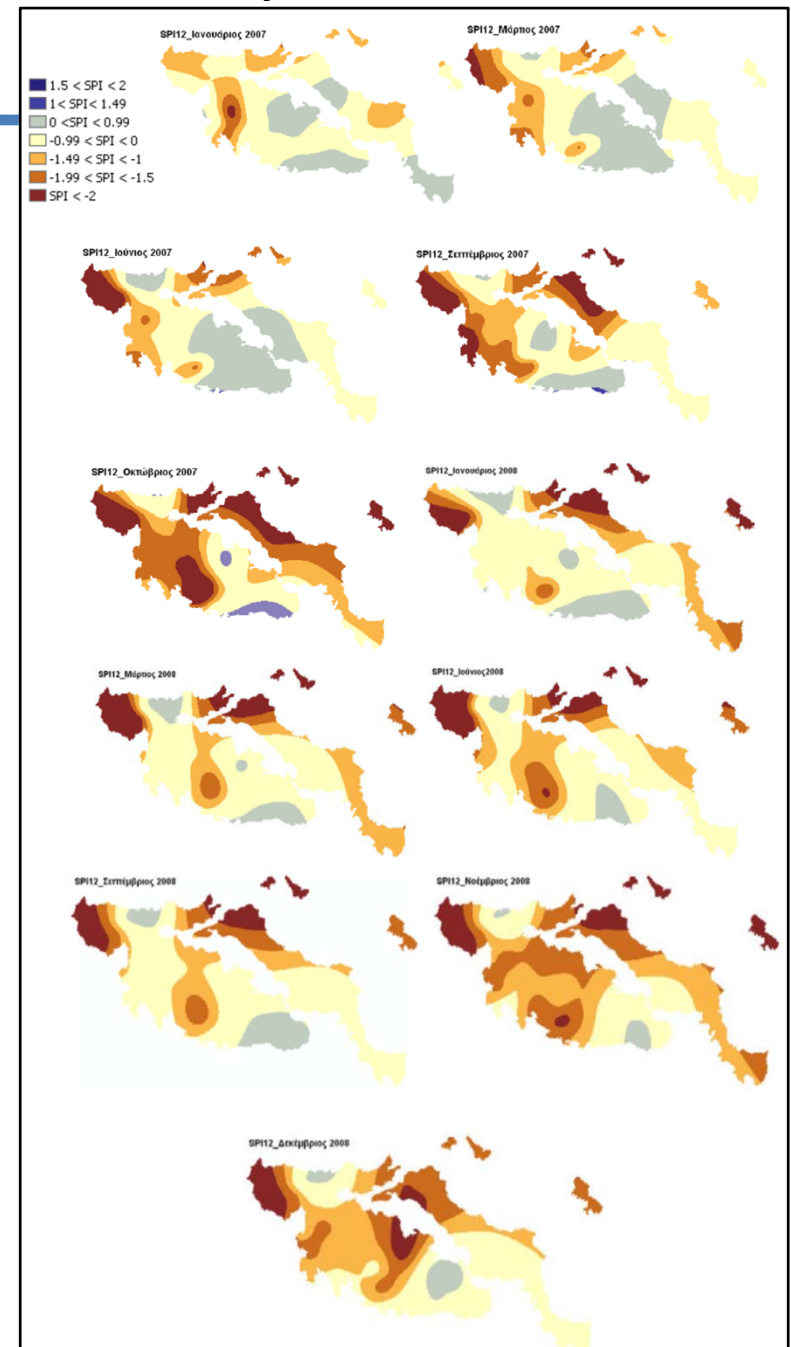 SPI12_Ιανουάριος 2007
SPI12_Μάρτιος 2007
1.5 < SPI < 2
1< SPI< 1.49
0 <SPI < 0.99
-0.99 < SPI < 0
-1.49 < SPI < -1
-1.99 < SPI < -1.5
SPI < -2
SPI12_Ιούνιος 2007
SPI12_Σεπτέμβριος 2007
SPI12_Οκτώβριος 2007
SPI12_Ιανουάριος 2008
SPI12_Μάρτιος 2008
SPI12_Ιούνιος2008
SPI12_Σεπτέμβριος 2008
SPI12_Νοέμβριος 2008
SPI12_Δεκέμβριος 2008